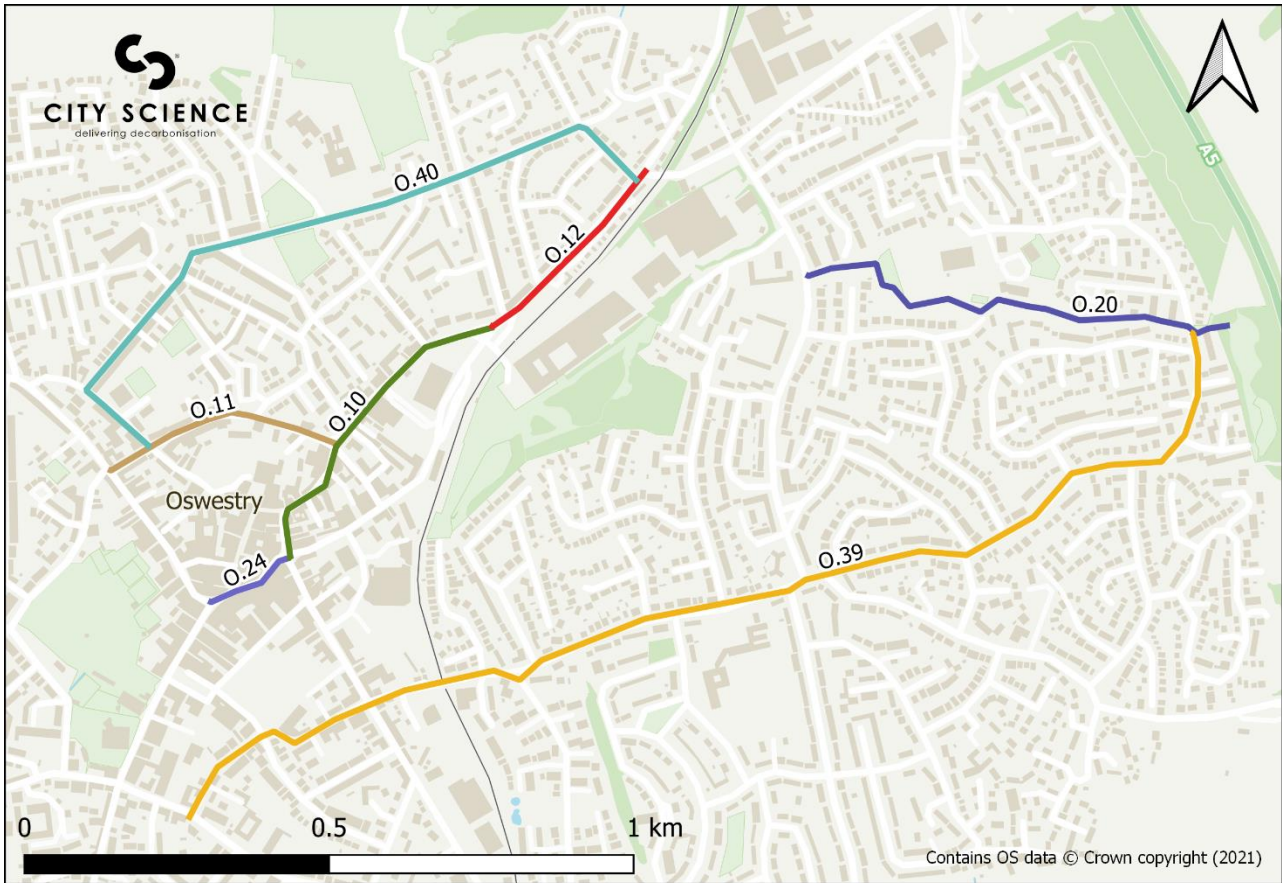 CITY SCIENCE
delivering decarbonisation
A5
O.40
O.12
O.20
O.11
O.10
Oswestry
O.24
O.39
0 0.5 1 km
Contains OS data © Crown copyright (2021)